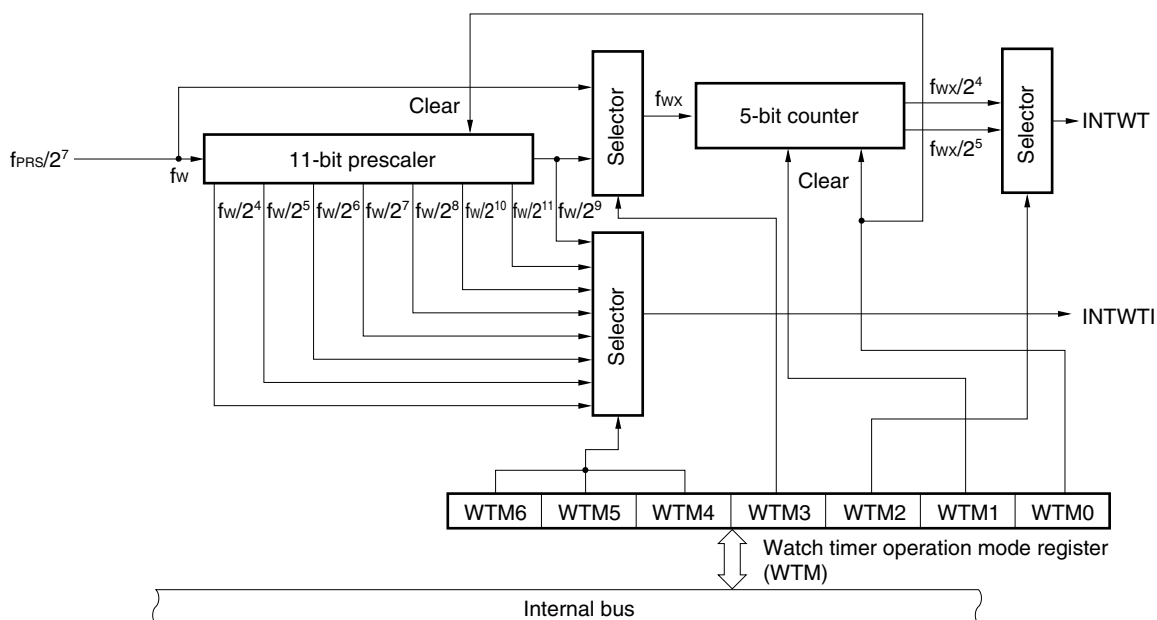 Clear
Selector
fWX
5-bit counter
fWX/2⁴
fWX/2⁵
Selector
INTWT
fPRS/2⁷
fW
11-bit prescaler
Clear
fW/2⁴ fW/2⁵ fW/2⁶ fW/2⁷ fW/2⁸ fW/2¹⁰ fW/2¹¹ fW/2⁹
Selector
INTWTI
WTM6 WTM5 WTM4 WTM3 WTM2 WTM1 WTM0
Watch timer operation mode register
(WTM)
Internal bus